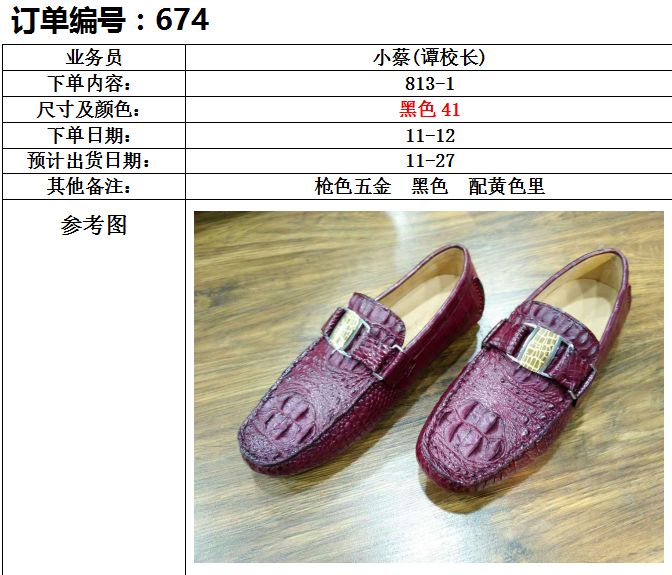 订单编号：674
业务员 小蔡(谭校长)
下单内容： 813-1
尺寸及颜色： 黑色 41
下单日期： 11-12
预计出货日期： 11-27
其他备注： 枪色五金 黑色 配黄色里
参考图